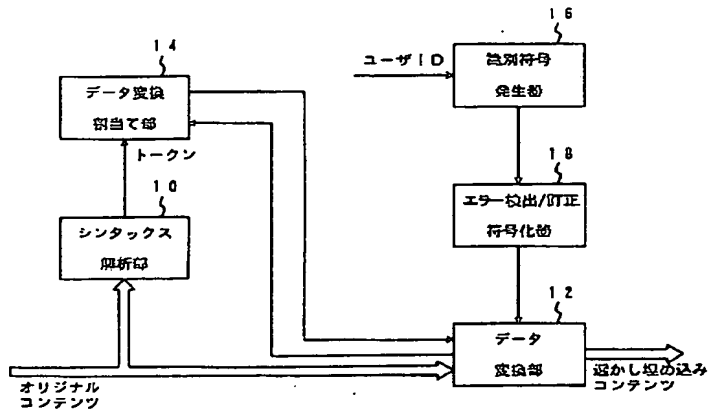 16
ユーザID
識別符号
発生部
14
データ変換
割当て部
トークン
10
シンタックス
解析部
18
エラー検出/訂正
符号化部
12
データ
変換部
オリジナル
コンテンツ
透かし埋め込み
コンテンツ